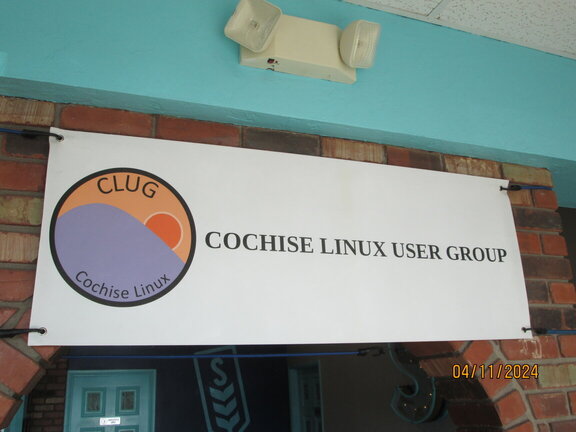 CLUG
Cochise Linux
COCHISE LINUX USER GROUP
S
04/11/2024